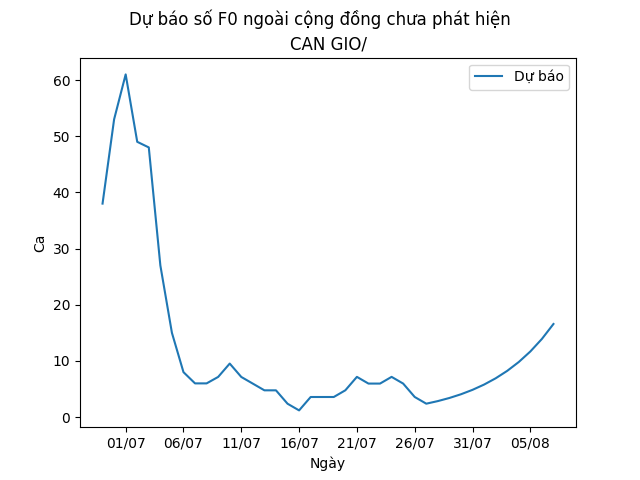 Dự báo số F0 ngoài cộng đồng chưa phát hiện
CAN GIO/
Dự báo
60
50
40
30
20
10
0
Ca
01/07 06/07 11/07 16/07 21/07 26/07 31/07 05/08
Ngày